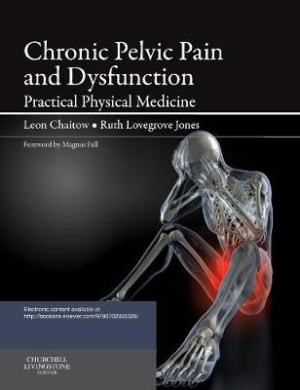 Chronic Pelvic Pain
and Dysfunction
Practical Physical Medicine
Leon Chaitow • Ruth Lovegrove Jones
Foreword by Magnus Fall
Electronic content available at
CHURCHILL
LIVINGSTONE
ELSEVIER